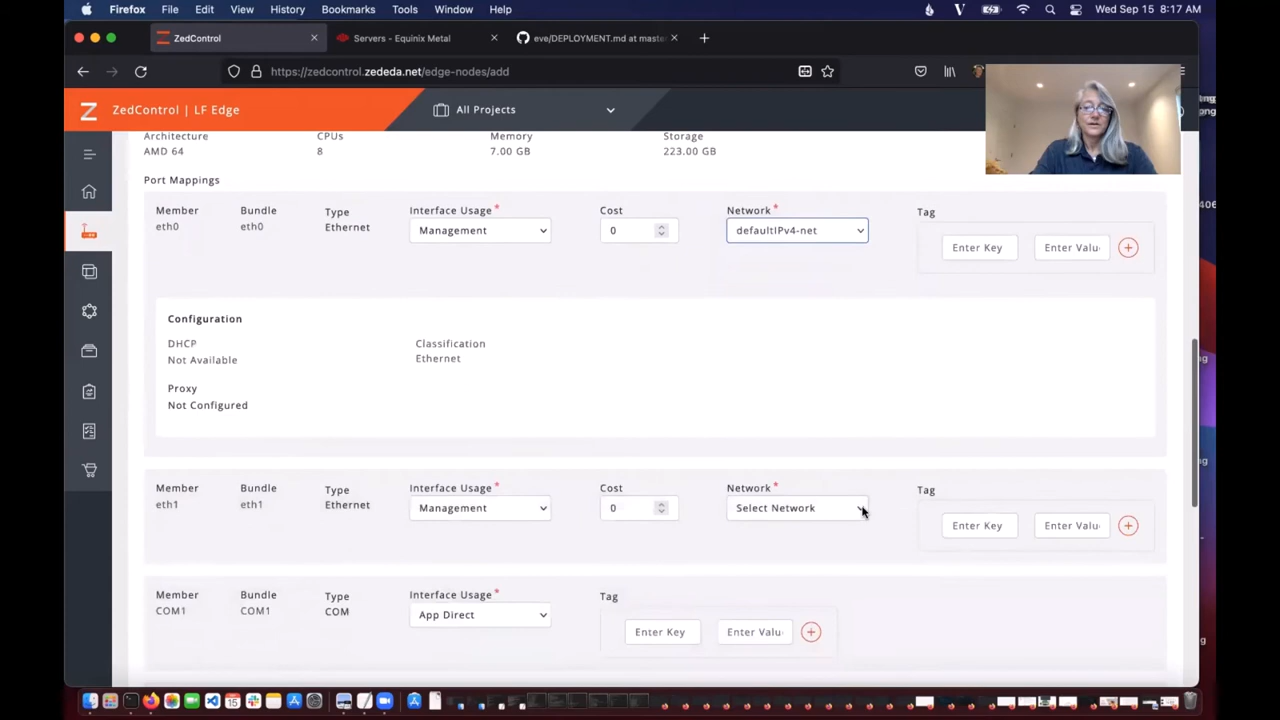 Firefox File Edit View History Bookmarks Tools Window Help Wed Sep 15 8:17 AM
ZedControl Servers - Equinix Metal eve/DEPLOYMENT.md at maste
https://zedcontrol.zededa.net/edge-nodes/add
ZedControl | LF Edge All Projects
Architecture CPUs Memory Storage
AMD 64 8 7.00 GB 223.00 GB
Port Mappings
Member Bundle Type Interface Usage* Cost Network* Tag
eth0 eth0 Ethernet Management 0 defaultIPv4-net Enter Key Enter Valu
Configuration
DHCP Classification
Not Available Ethernet
Proxy
Not Configured
Member Bundle Type Interface Usage* Cost Network* Tag
eth1 eth1 Ethernet Management 0 Select Network Enter Key Enter Valu
Member Bundle Type Interface Usage* Tag
COM1 COM1 COM App Direct Enter Key Enter Valu